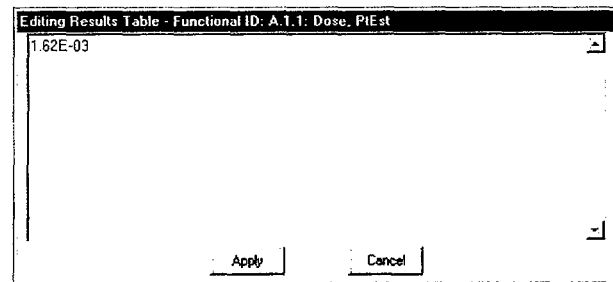 Editing Results Table - Functional ID: A.1.1: Dose, PtEst
1.62E-03
Apply Cancel